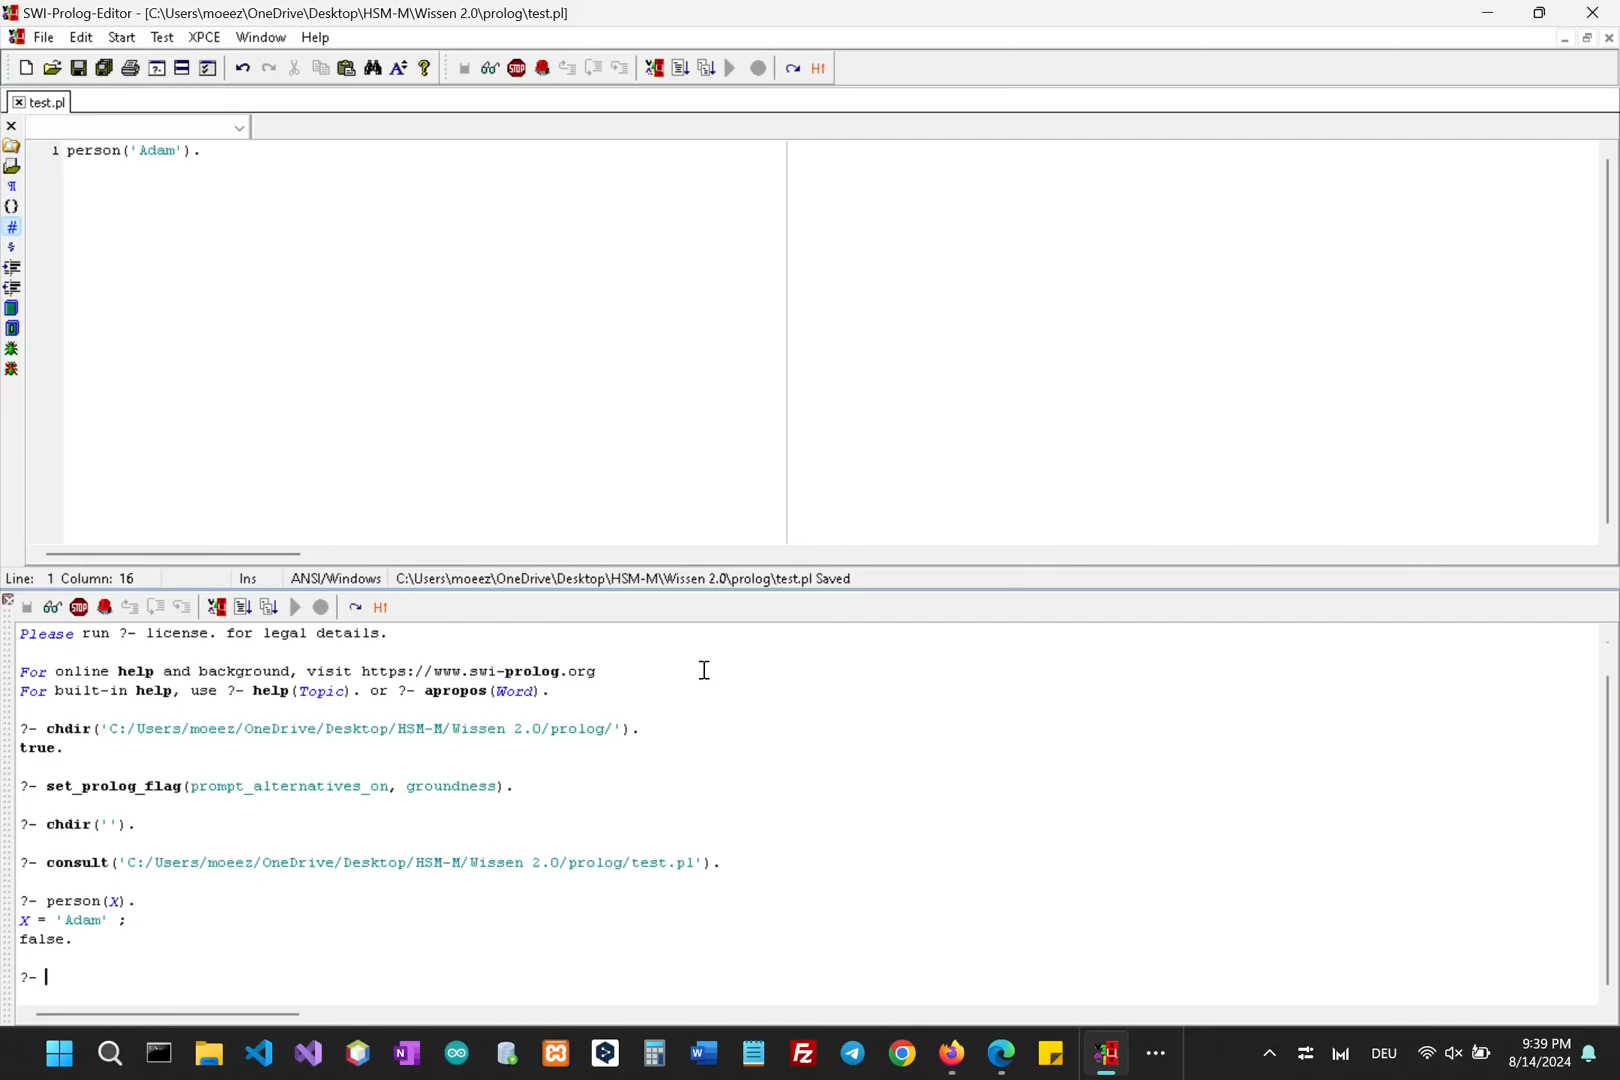 SWI-Prolog-Editor - [C:\Users\moeez\OneDrive\Desktop\HSM-M\Wissen 2.0\prolog\test.pl]
File Edit Start Test XPCE Window Help
test.pl
1 person('Adam').
Line: 1 Column: 16 Ins ANSI/Windows C:\Users\moeez\OneDrive\Desktop\HSM-M\Wissen 2.0\prolog\test.pl Saved
Please run ?- license. for legal details.
For online help and background, visit https://www.swi-prolog.org
For built-in help, use ?- help(Topic). or ?- apropos(Word).
?- chdir('C:/Users/moeez/OneDrive/Desktop/HSM-M/Wissen 2.0/prolog/').
true.
?- set_prolog_flag(prompt_alternatives_on, groundness).
?- chdir('').
?- consult('C:/Users/moeez/OneDrive/Desktop/HSM-M/Wissen 2.0/prolog/test.pl').
?- person(X).
X = 'Adam' ;
false.
?-
DEU
9:39 PM
8/14/2024